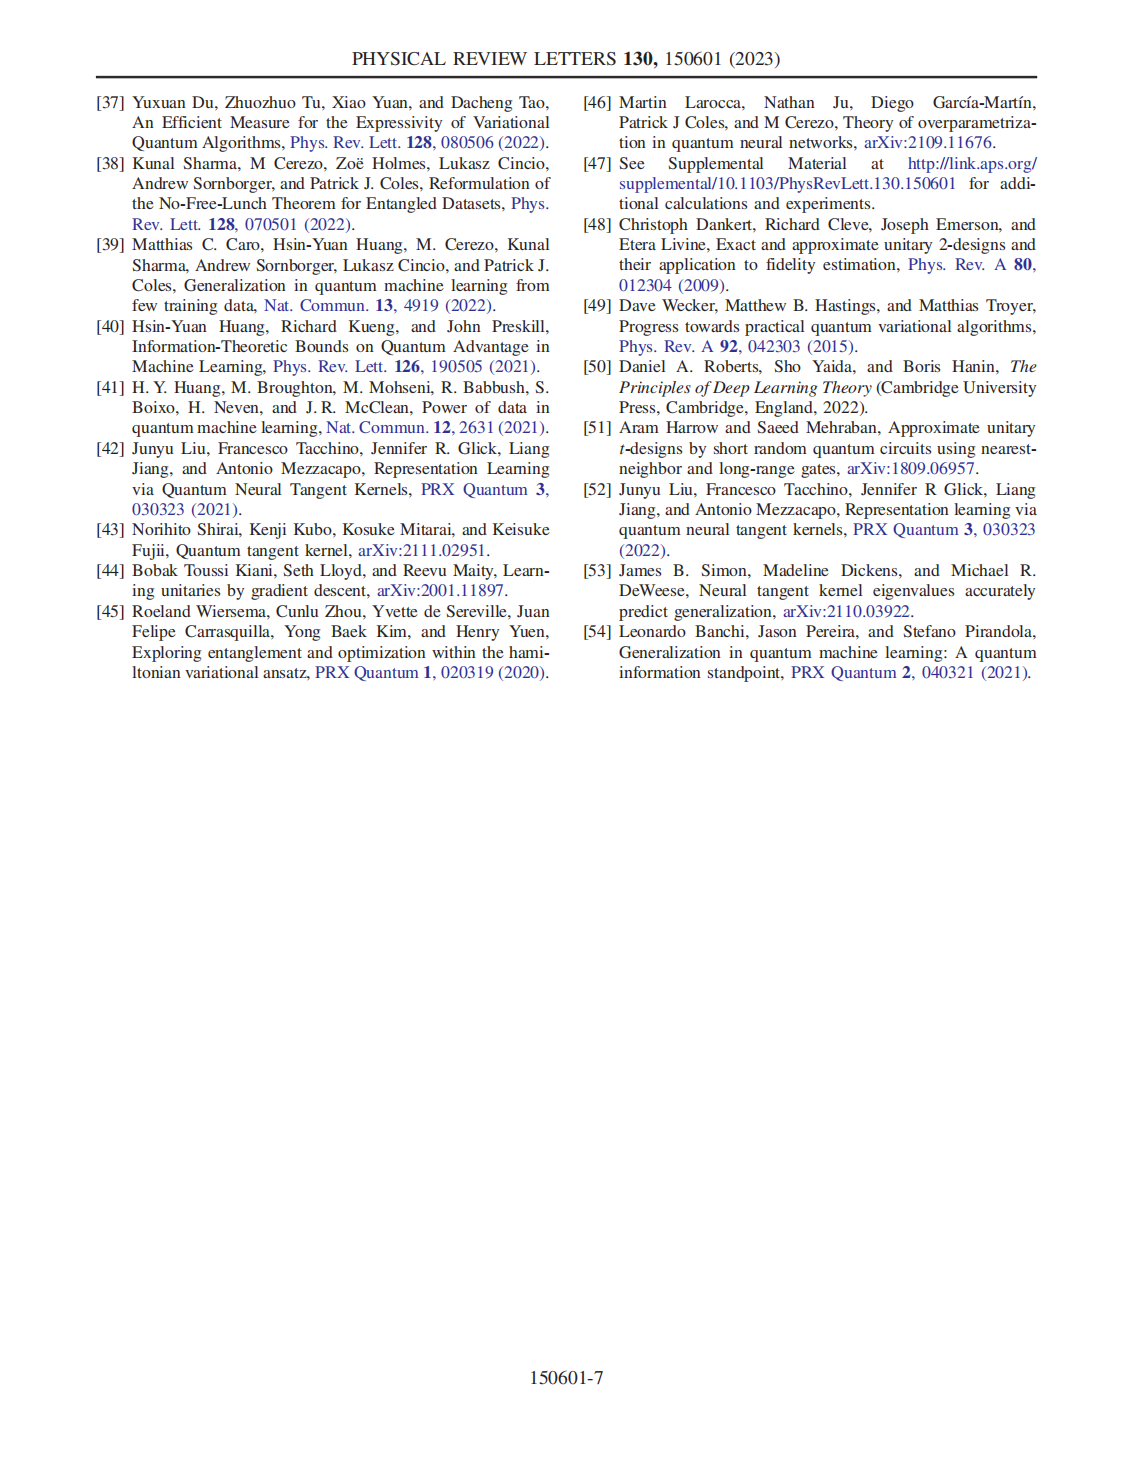 PHYSICAL REVIEW LETTERS 130, 150601 (2023)
[37] Yuxuan Du, Zhuozhuo Tu, Xiao Yuan, and Dacheng Tao,
An Efficient Measure for the Expressivity of Variational
Quantum Algorithms, Phys. Rev. Lett. 128, 080506 (2022).
[38] Kunal Sharma, M Cerezo, Zoë Holmes, Lukasz Cincio,
Andrew Sornborger, and Patrick J. Coles, Reformulation of
the No-Free-Lunch Theorem for Entangled Datasets, Phys.
Rev. Lett. 128, 070501 (2022).
[39] Matthias C. Caro, Hsin-Yuan Huang, M. Cerezo, Kunal
Sharma, Andrew Sornborger, Lukasz Cincio, and Patrick J.
Coles, Generalization in quantum machine learning from
few training data, Nat. Commun. 13, 4919 (2022).
[40] Hsin-Yuan Huang, Richard Kueng, and John Preskill,
Information-Theoretic Bounds on Quantum Advantage in
Machine Learning, Phys. Rev. Lett. 126, 190505 (2021).
[41] H. Y. Huang, M. Broughton, M. Mohseni, R. Babbush, S.
Boixo, H. Neven, and J. R. McClean, Power of data in
quantum machine learning, Nat. Commun. 12, 2631 (2021).
[42] Junyu Liu, Francesco Tacchino, Jennifer R. Glick, Liang
Jiang, and Antonio Mezzacapo, Representation Learning
via Quantum Neural Tangent Kernels, PRX Quantum 3,
030323 (2021).
[43] Norihito Shirai, Kenji Kubo, Kosuke Mitarai, and Keisuke
Fujii, Quantum tangent kernel, arXiv:2111.02951.
[44] Bobak Toussi Kiani, Seth Lloyd, and Reevu Maity, Learn-
ing unitaries by gradient descent, arXiv:2001.11897.
[45] Roeland Wiersema, Cunlu Zhou, Yvette de Sereville, Juan
Felipe Carrasquilla, Yong Baek Kim, and Henry Yuen,
Exploring entanglement and optimization within the hami-
ltonian variational ansatz, PRX Quantum 1, 020319 (2020).
[46] Martin Larocca, Nathan Ju, Diego García-Martín,
Patrick J Coles, and M Cerezo, Theory of overparametriza-
tion in quantum neural networks, arXiv:2109.11676.
[47] See Supplemental Material at http://link.aps.org/
supplemental/10.1103/PhysRevLett.130.150601 for addi-
tional calculations and experiments.
[48] Christoph Dankert, Richard Cleve, Joseph Emerson, and
Etera Livine, Exact and approximate unitary 2-designs and
their application to fidelity estimation, Phys. Rev. A 80,
012304 (2009).
[49] Dave Wecker, Matthew B. Hastings, and Matthias Troyer,
Progress towards practical quantum variational algorithms,
Phys. Rev. A 92, 042303 (2015).
[50] Daniel A. Roberts, Sho Yaida, and Boris Hanin, The
Principles of Deep Learning Theory (Cambridge University
Press, Cambridge, England, 2022).
[51] Aram Harrow and Saeed Mehraban, Approximate unitary
t-designs by short random quantum circuits using nearest-
neighbor and long-range gates, arXiv:1809.06957.
[52] Junyu Liu, Francesco Tacchino, Jennifer R Glick, Liang
Jiang, and Antonio Mezzacapo, Representation learning via
quantum neural tangent kernels, PRX Quantum 3, 030323
(2022).
[53] James B. Simon, Madeline Dickens, and Michael R.
DeWeese, Neural tangent kernel eigenvalues accurately
predict generalization, arXiv:2110.03922.
[54] Leonardo Banchi, Jason Pereira, and Stefano Pirandola,
Generalization in quantum machine learning: A quantum
information standpoint, PRX Quantum 2, 040321 (2021).
150601-7